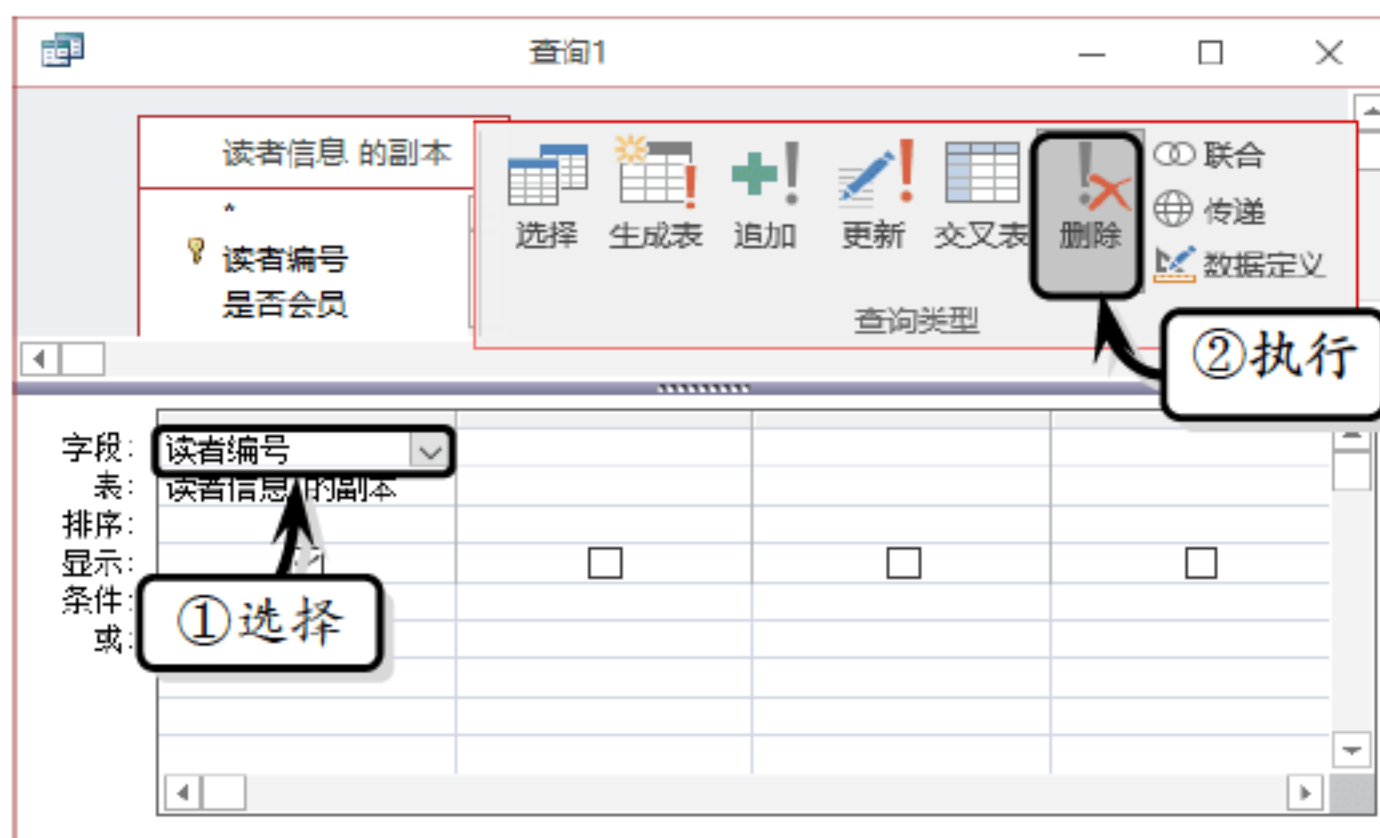 查询1
读者信息 的副本
*
读者编号
是否会员
选择 生成表 追加 更新 交叉表 删除
联合
传递
数据定义
查询类型
②执行
字段: 读者编号
表: 读者信息 的副本
排序:
显示:
条件:
或:
①选择